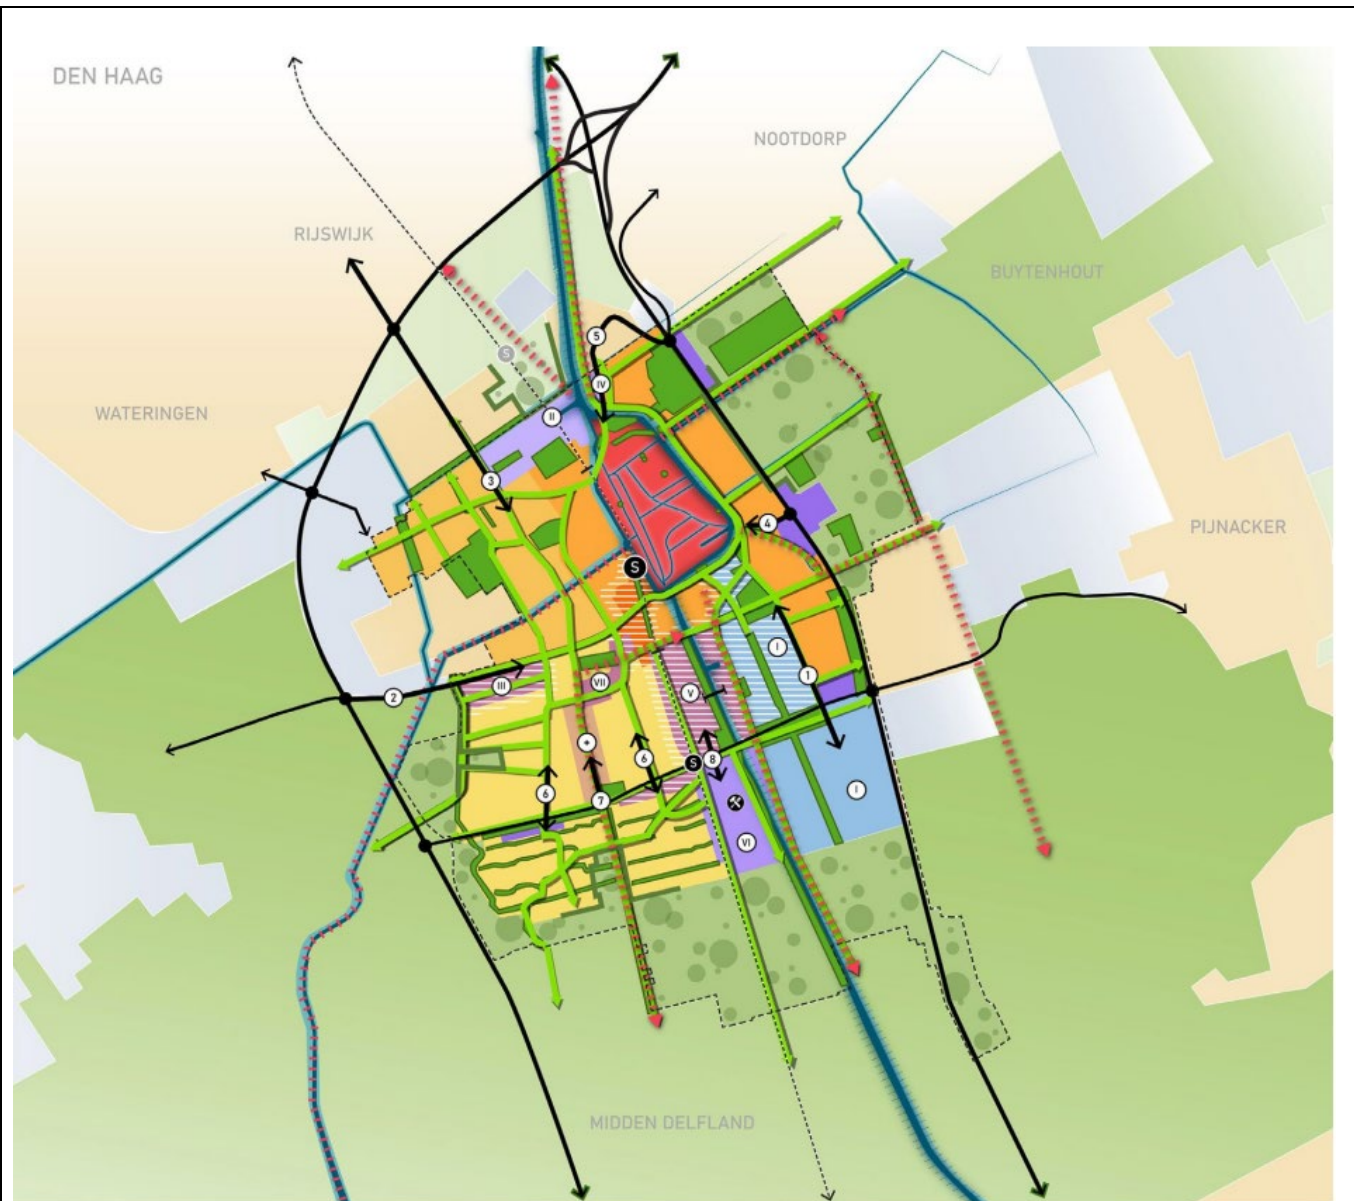 DEN HAAG
NOOTDORP
RIJSWIJK
BUYTENHOUT
5
S
IV
WATERINGEN
II
3
4
PIJNACKER
S
I
VII
III
V
1
2
+
6
8
S
I
6
7
VI
MIDDEN DELFLAND